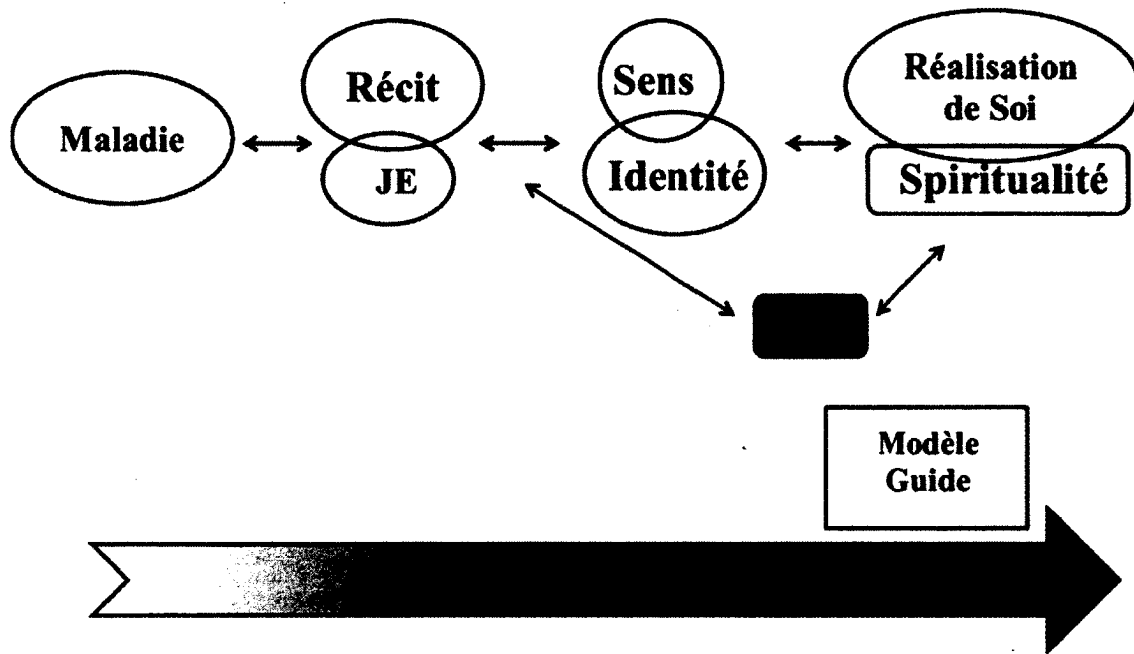 Maladie
Récit
JE
Sens
Identité
Réalisation
de Soi
Spiritualité
Modèle
Guide